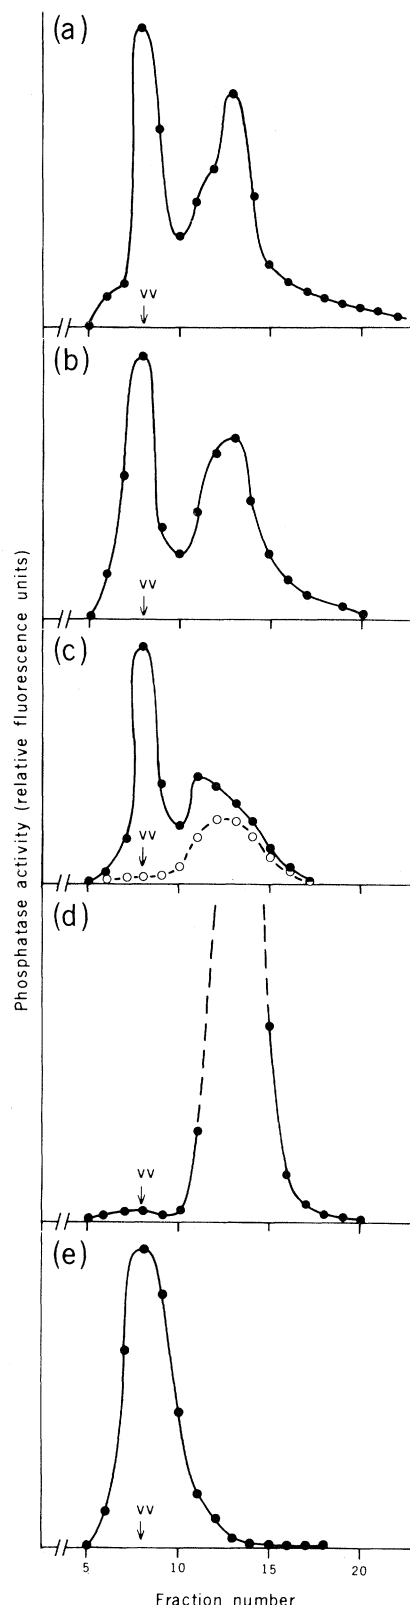 (a)
vv
(b)
vv
Phosphatase activity (relative fluorescence units)
(c)
vv
(d)
vv
(e)
vv
5 10 15 20
Fraction number